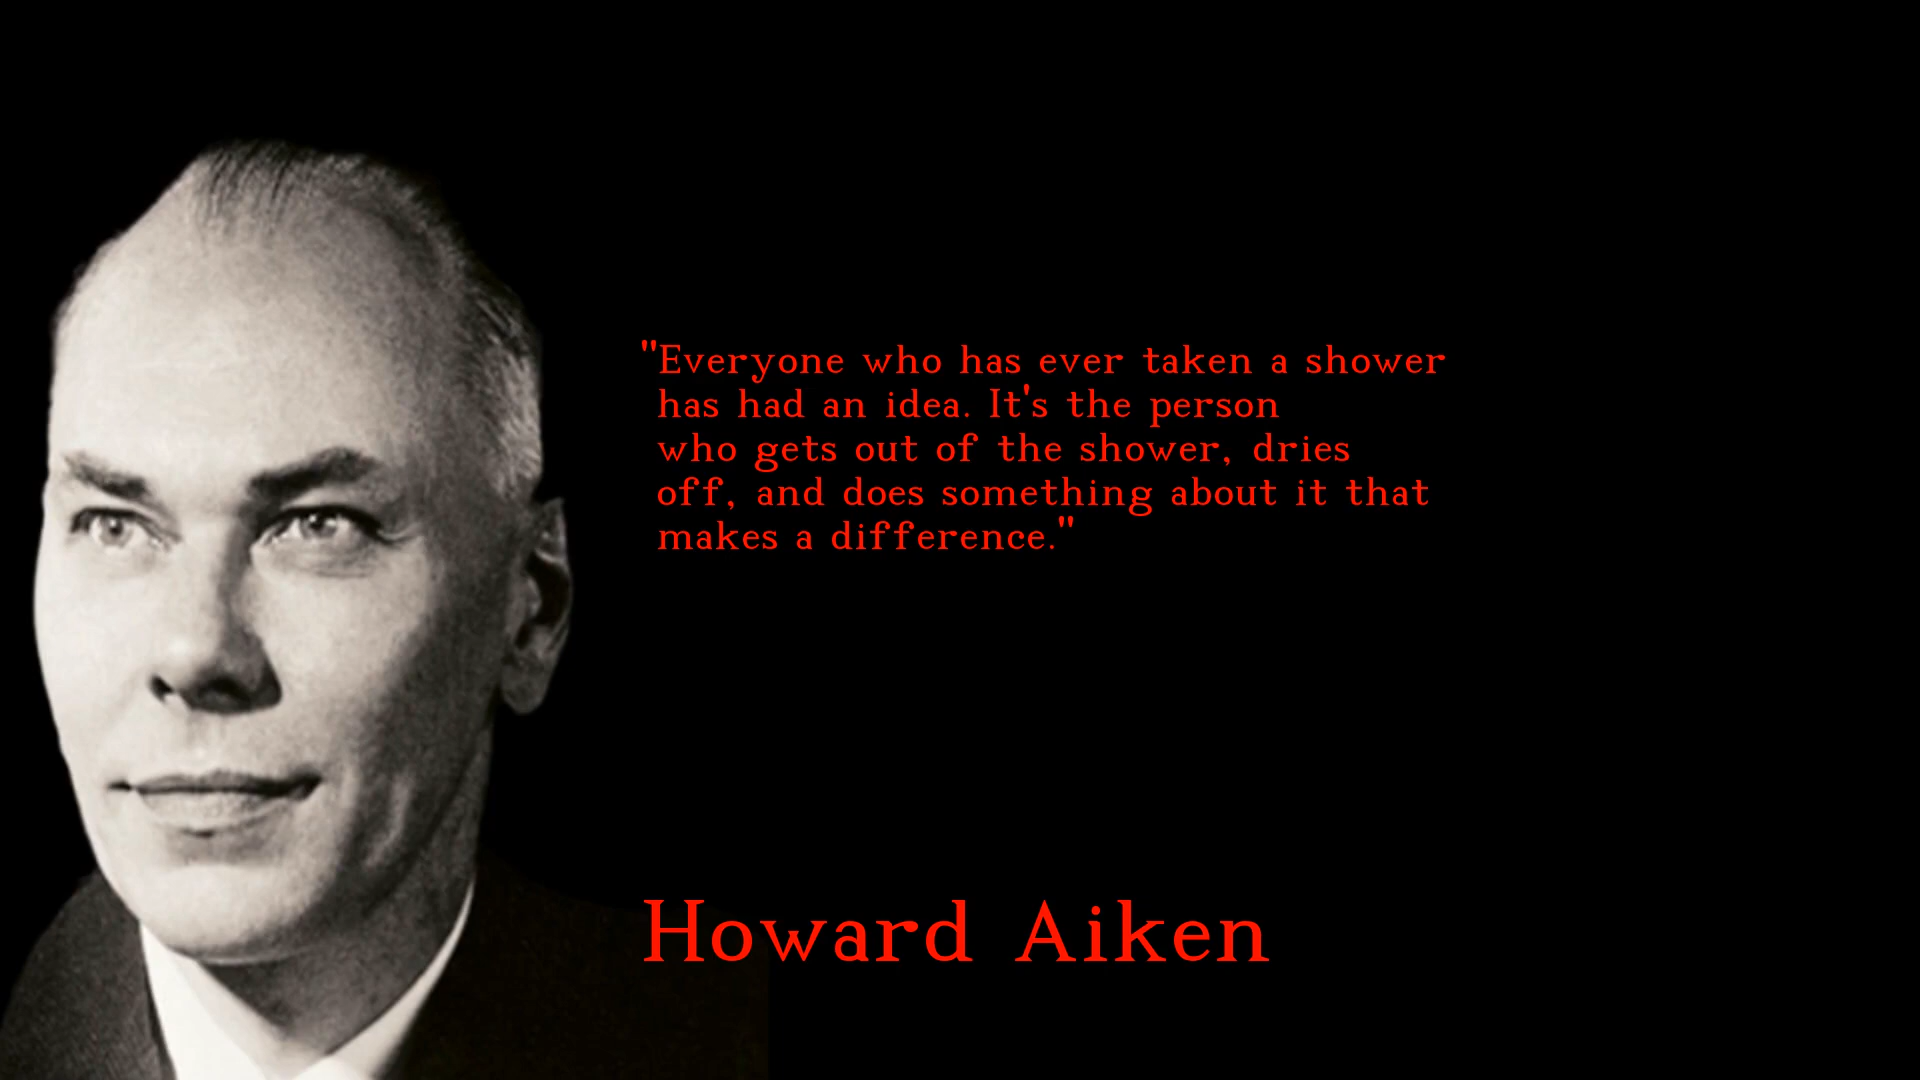 "Everyone who has ever taken a shower
has had an idea. It's the person
who gets out of the shower, dries
off, and does something about it that
makes a difference."
Howard Aiken